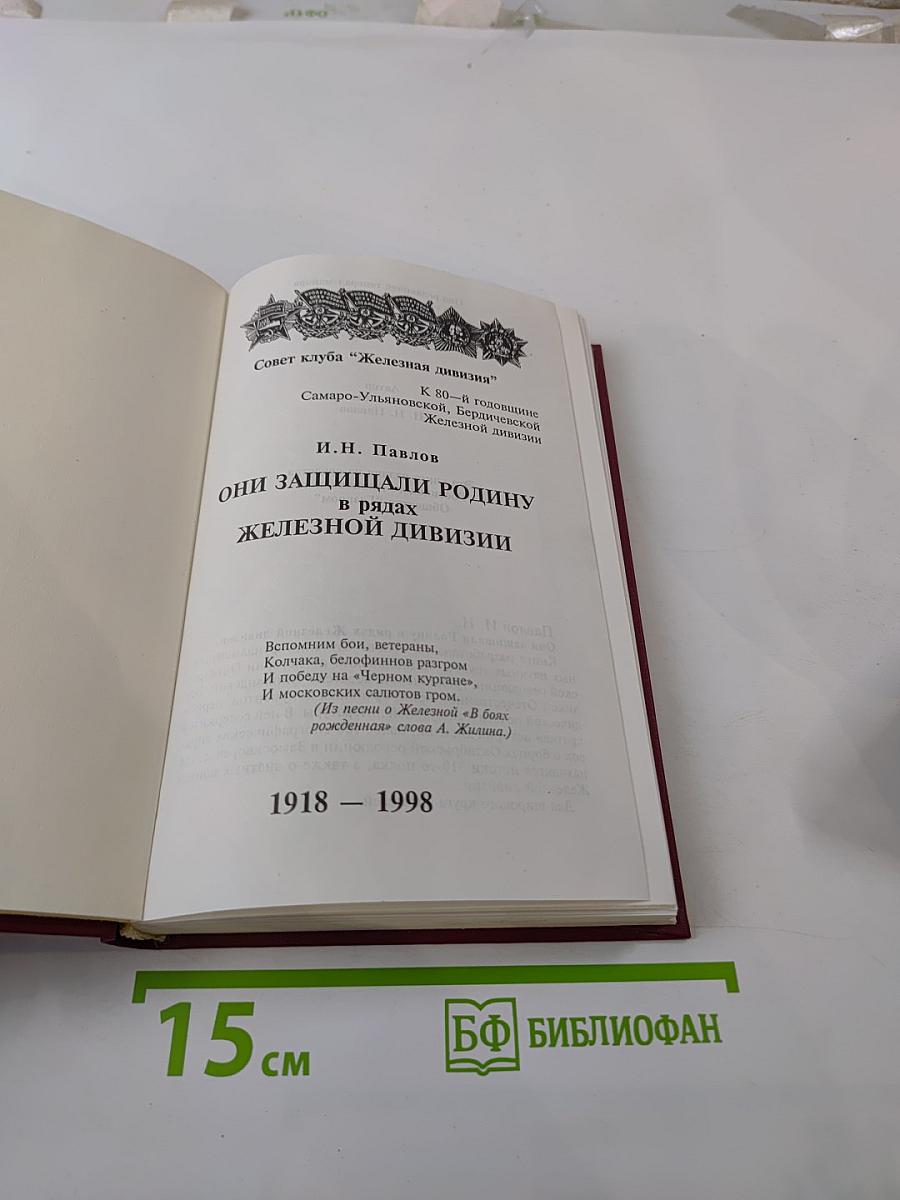 Совет клуба "Железная дивизия"
К 80—й годовщине
Самаро-Ульяновской, Бердичевской
Железной дивизии
И.Н. Павлов
ОНИ ЗАЩИЩАЛИ РОДИНУ
в рядах
ЖЕЛЕЗНОЙ ДИВИЗИИ
Вспомним бои, ветераны,
Колчака, белофиннов разгром
И победу на «Черном кургане»,
И московских салютов гром.
(Из песни о Железной «В боях
рожденная» слова А. Жилина.)
1918 — 1998
15 см
БФ БИБЛИОФАН